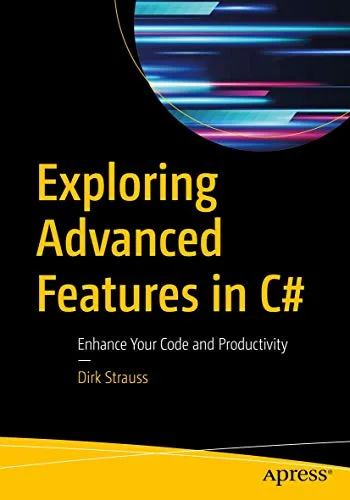 Exploring
Advanced
Features in C#
Enhance Your Code and Productivity
—
Dirk Strauss
Apress®